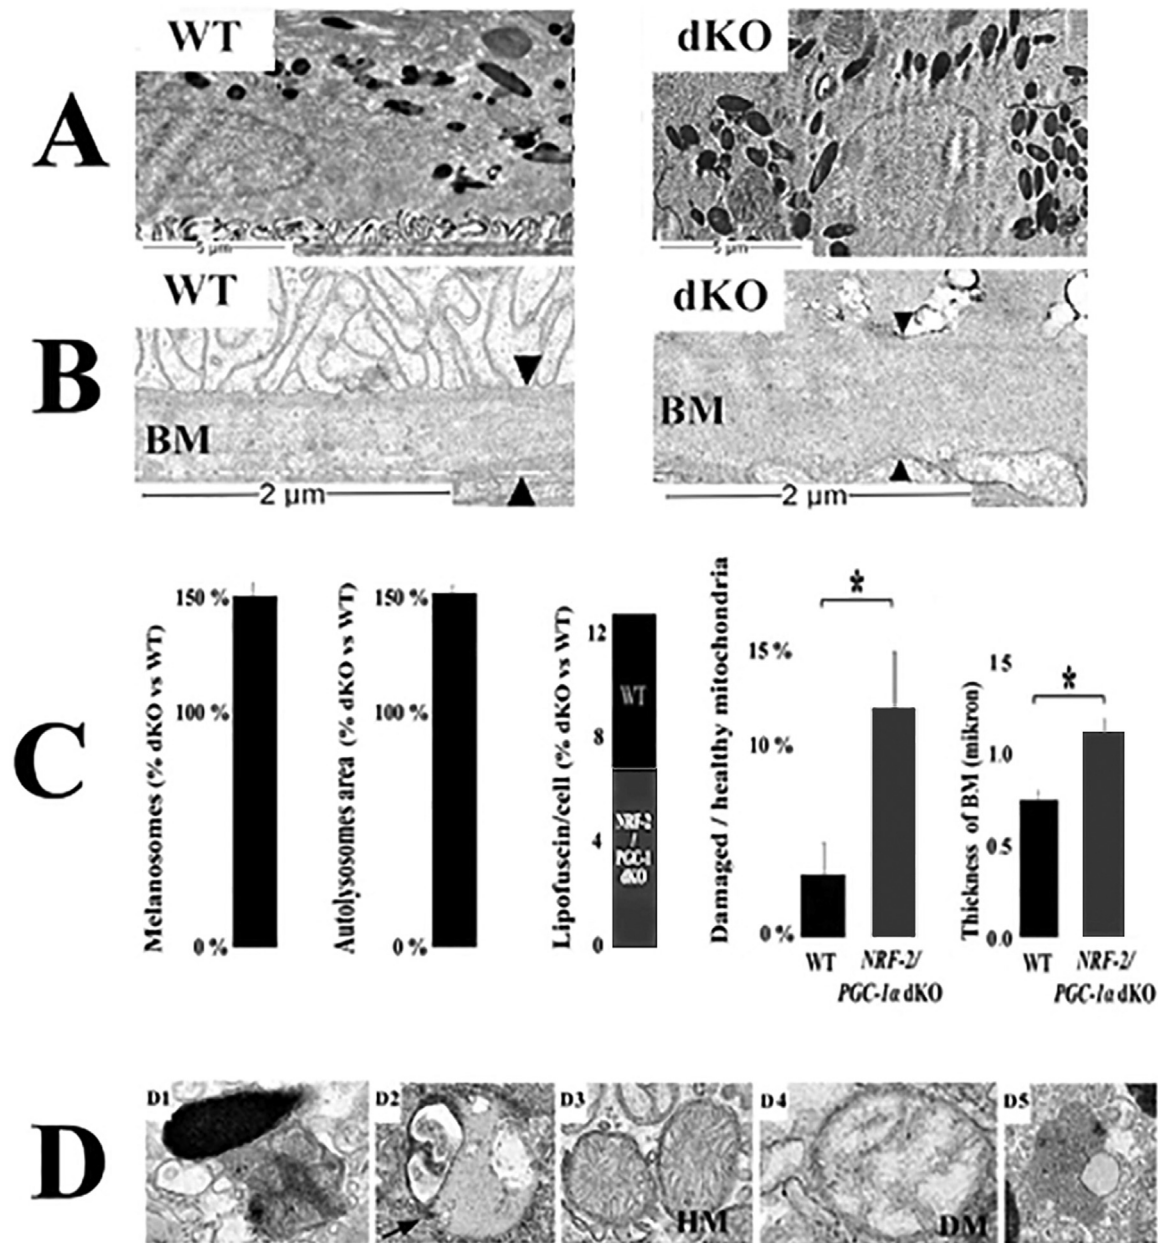 WT
dKO
A
5 µm
5 µm
WT
dKO
B
BM
BM
2 µm
2 µm
C
Melanosomes (% dKO vs WT)
150 %
100 %
0 %
Autolysosomes area (% dKO vs WT)
150 %
100 %
0 %
Lipofuscin/cell (% dKO vs WT)
12
8
4
0
WT
NRF-2
/
PGC-1
dKO
Damaged / healthy mitochondria
15 %
10 %
0 %
*
WT
NRF-2/
PGC-1α dKO
Thickness of BM (mikron)
15
1.0
0.5
0.0
*
WT
NRF-2/
PGC-1α dKO
D
D1
D2
D3
HM
D4
DM
D5